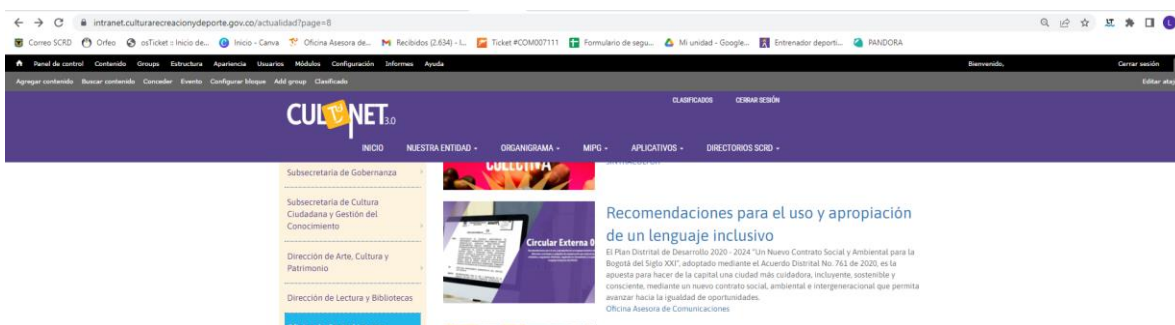 intranet.culturarecreacionydeporte.gov.co/actualidad?page=8
Correo SCRD Orfeo osTicket :: Inicio de... Inicio - Canva Oficina Asesora de... Recibidos (2.634) - L... Ticket #COM007111 Formulario de segu... Mi unidad - Google... Entrenador deporti... PANDORA
Panel de control Contenido Groups Estructura Apariencia Usuarios Módulos Configuración Informes Ayuda Bienvenido, Cerrar sesión
Agregar contenido Buscar contenido Conceder Evento Configurar bloque Add group Clasificado Editar ataj
CLASIFICADOS CERRAR SESIÓN
CULTUNET 3.0
INICIO NUESTRA ENTIDAD ORGANIGRAMA MIPG APLICATIVOS DIRECTORIOS SCRD
COLECTIVA
Subsecretaria de Gobernanza
Subsecretaria de Cultura
Ciudadana y Gestión del
Conocimiento
Dirección de Arte, Cultura y
Patrimonio
Dirección de Lectura y Bibliotecas
Circular Externa 0
Recomendaciones para el uso y apropiación
de un lenguaje inclusivo
El Plan Distrital de Desarrollo 2020 - 2024 "Un Nuevo Contrato Social y Ambiental para la
Bogotá del Siglo XXI", adoptado mediante el Acuerdo Distrital No. 761 de 2020, es la
apuesta para hacer de la capital una ciudad más cuidadora, incluyente, sostenible y
consciente, mediante un nuevo contrato social, ambiental e intergeneracional que permita
avanzar hacia la igualdad de oportunidades.
Oficina Asesora de Comunicaciones